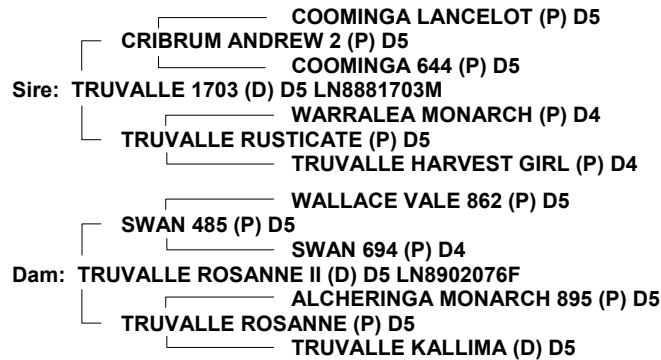 COOMINGA LANCELOT (P) D5
CRIBRUM ANDREW 2 (P) D5
COOMINGA 644 (P) D5
Sire: TRUVALLE 1703 (D) D5 LN8881703M
WARRALEA MONARCH (P) D4
TRUVALLE RUSTICATE (P) D5
TRUVALLE HARVEST GIRL (P) D4
WALLACE VALE 862 (P) D5
SWAN 485 (P) D5
SWAN 694 (P) D4
Dam: TRUVALLE ROSANNE II (D) D5 LN8902076F
ALCHERINGA MONARCH 895 (P) D5
TRUVALLE ROSANNE (P) D5
TRUVALLE KALLIMA (D) D5